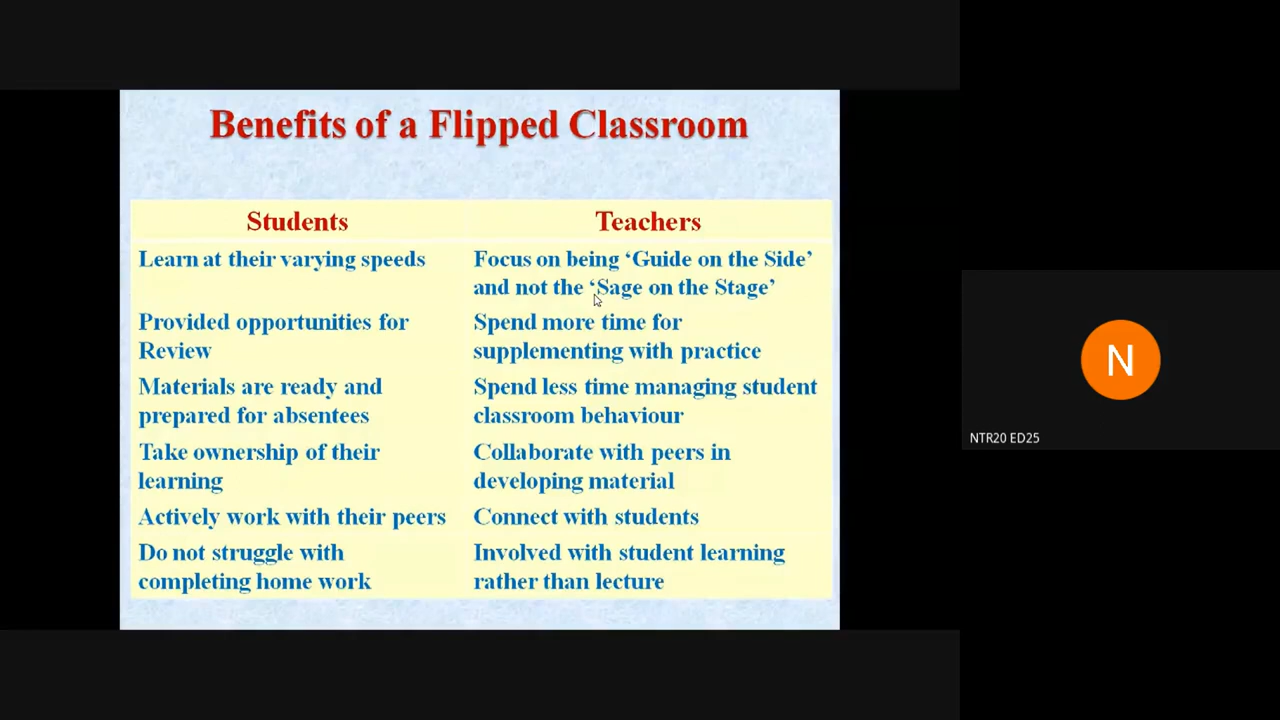 Benefits of a Flipped Classroom
Students
Teachers
Learn at their varying speeds
Focus on being ‘Guide on the Side’
and not the ‘Sage on the Stage’
Provided opportunities for
Review
Spend more time for
supplementing with practice
Materials are ready and
prepared for absentees
Spend less time managing student
classroom behaviour
Take ownership of their
learning
Collaborate with peers in
developing material
Actively work with their peers
Connect with students
Do not struggle with
completing home work
Involved with student learning
rather than lecture
N
NTR20 ED25